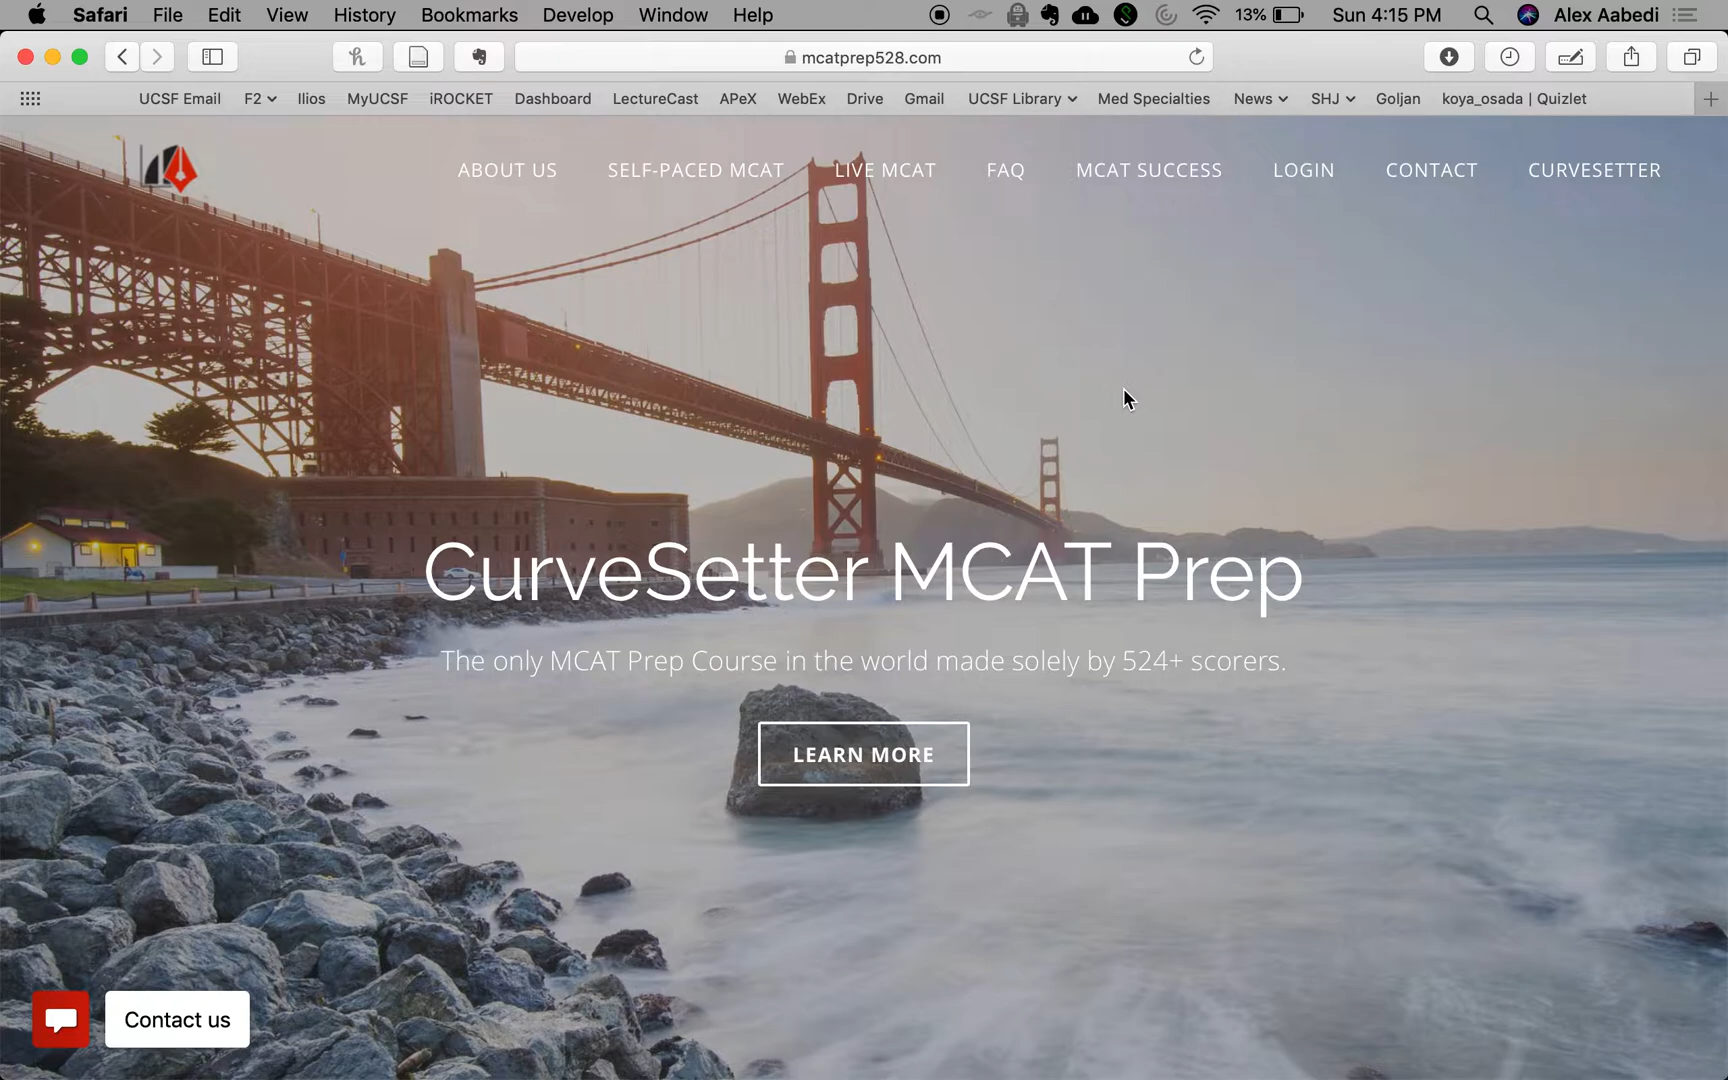 Safari File Edit View History Bookmarks Develop Window Help 13% Sun 4:15 PM Alex Aabedi
mcatprep528.com
UCSF Email F2 Ilios MyUCSF iROCKET Dashboard LectureCast APeX WebEx Drive Gmail UCSF Library Med Specialties News SHJ Goljan koya_osada | Quizlet
ABOUT US SELF-PACED MCAT LIVE MCAT FAQ MCAT SUCCESS LOGIN CONTACT CURVESETTER
CurveSetter MCAT Prep
The only MCAT Prep Course in the world made solely by 524+ scorers.
LEARN MORE
Contact us